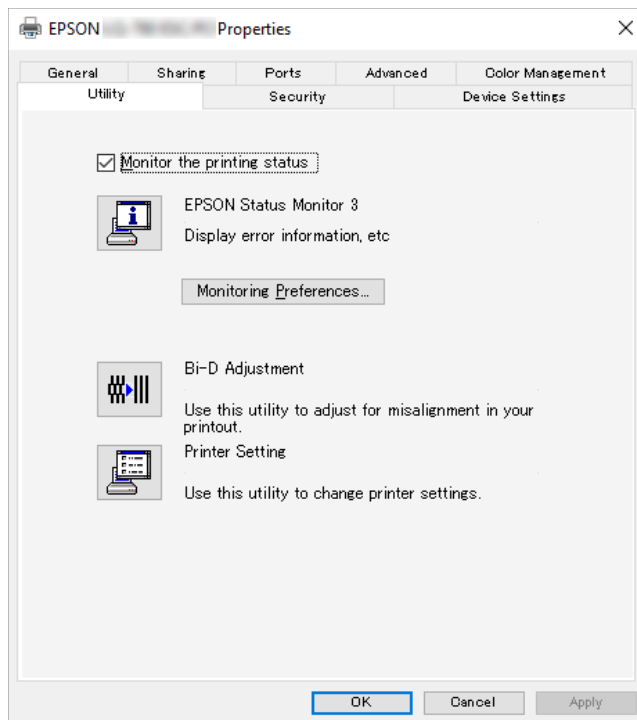 EPSON Properties
General Sharing Ports Advanced Color Management
Utility Security Device Settings
Monitor the printing status
EPSON Status Monitor 3
Display error information, etc
Monitoring Preferences...
Bi-D Adjustment
Use this utility to adjust for misalignment in your
printout.
Printer Setting
Use this utility to change printer settings.
OK Cancel Apply